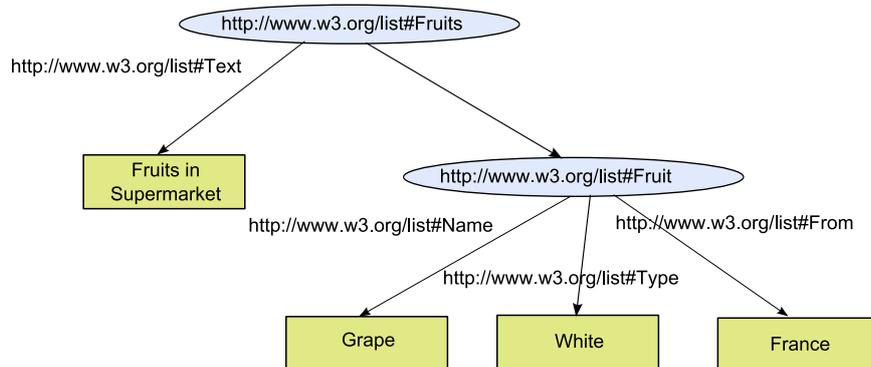 http://www.w3.org/list#Fruits
http://www.w3.org/list#Text
Fruits in
Supermarket
http://www.w3.org/list#Fruit
http://www.w3.org/list#Name
http://www.w3.org/list#From
http://www.w3.org/list#Type
Grape
White
France